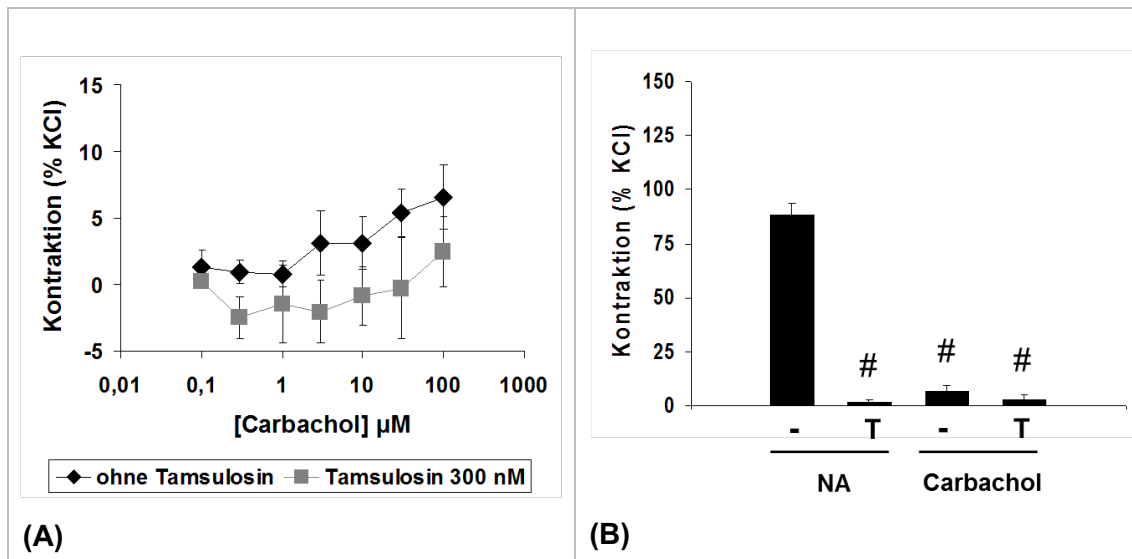 Kontraktion (% KCl)
15
10
5
0
-5
0,01 0,1 1 10 100 1000
[Carbachol] µM
ohne Tamsulosin Tamsulosin 300 nM
(A)
Kontraktion (% KCl)
150
125
100
75
50
25
0
# # #
- T - T
NA Carbachol
(B)